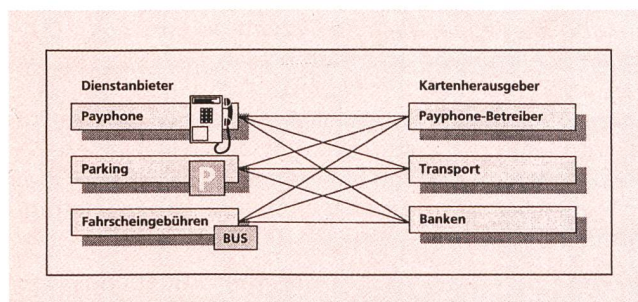 Dienstanbieter
Kartenherausgeber
Payphone
Payphone-Betreiber
Parking
P
Transport
Fahrscheingebühren
BUS
Banken